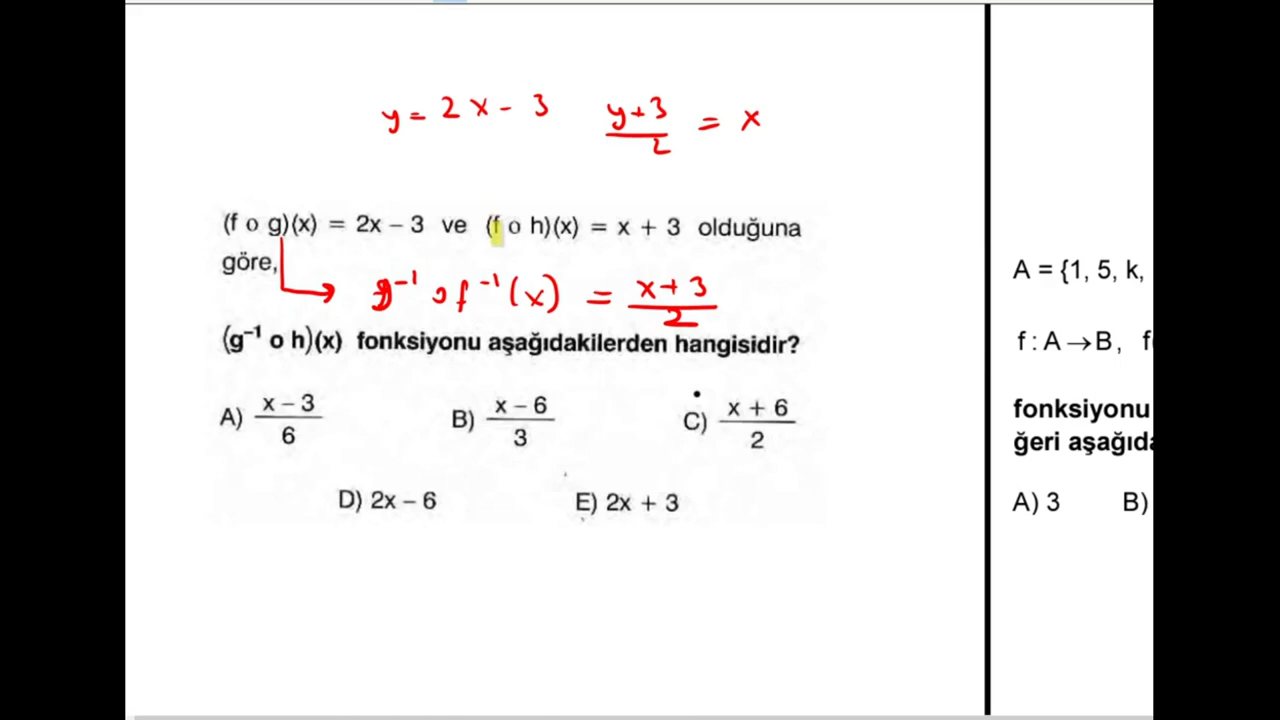 y = 2x - 3   y+3/2 = x
(f o g)(x) = 2x – 3 ve (f o h)(x) = x + 3 olduğuna
göre,
g⁻¹ o f⁻¹(x) = x+3/2
(g⁻¹ o h)(x) fonksiyonu aşağıdakilerden hangisidir?
A) x – 3/6   B) x – 6/3   C) x + 6/2
D) 2x – 6   E) 2x + 3
A = {1, 5, k,
f : A → B, f
fonksiyonu
ğeri aşağıda
A) 3   B)